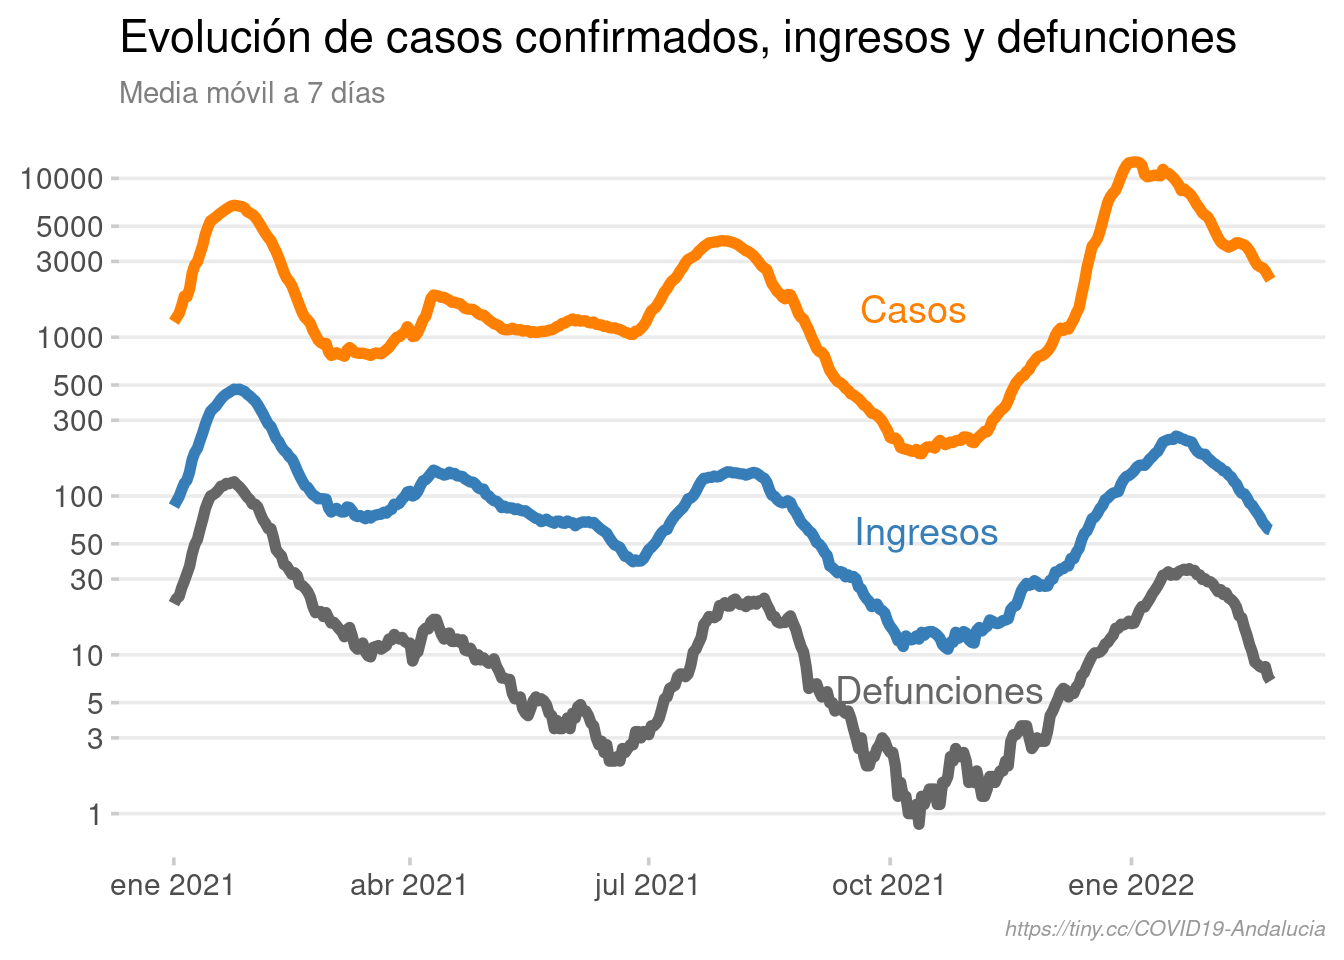 Evolución de casos confirmados, ingresos y defunciones
Media móvil a 7 días
10000
5000
3000
1000
500
300
100
50
30
10
5
3
1
Casos
Ingresos
Defunciones
ene 2021 abr 2021 jul 2021 oct 2021 ene 2022
https://tiny.cc/COVID19-Andalucia